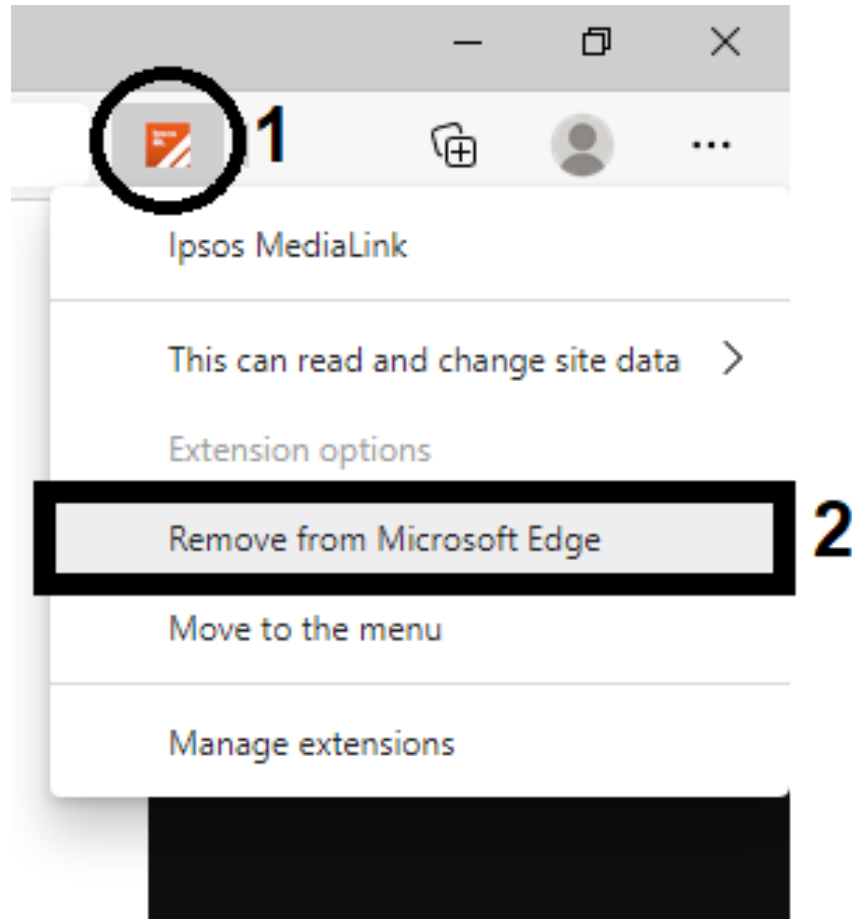 1
Ipsos MediaLink
This can read and change site data
Extension options
Remove from Microsoft Edge
2
Move to the menu
Manage extensions